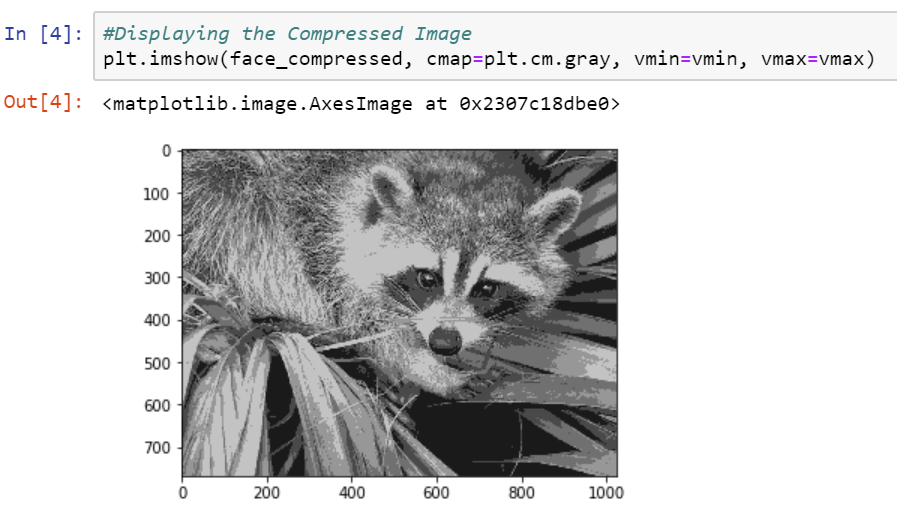 In [4]: #Displaying the Compressed Image
plt.imshow(face_compressed, cmap=plt.cm.gray, vmin=vmin, vmax=vmax)
Out[4]: <matplotlib.image.AxesImage at 0x2307c18dbe0>
0
100
200
300
400
500
600
700
0 200 400 600 800 1000